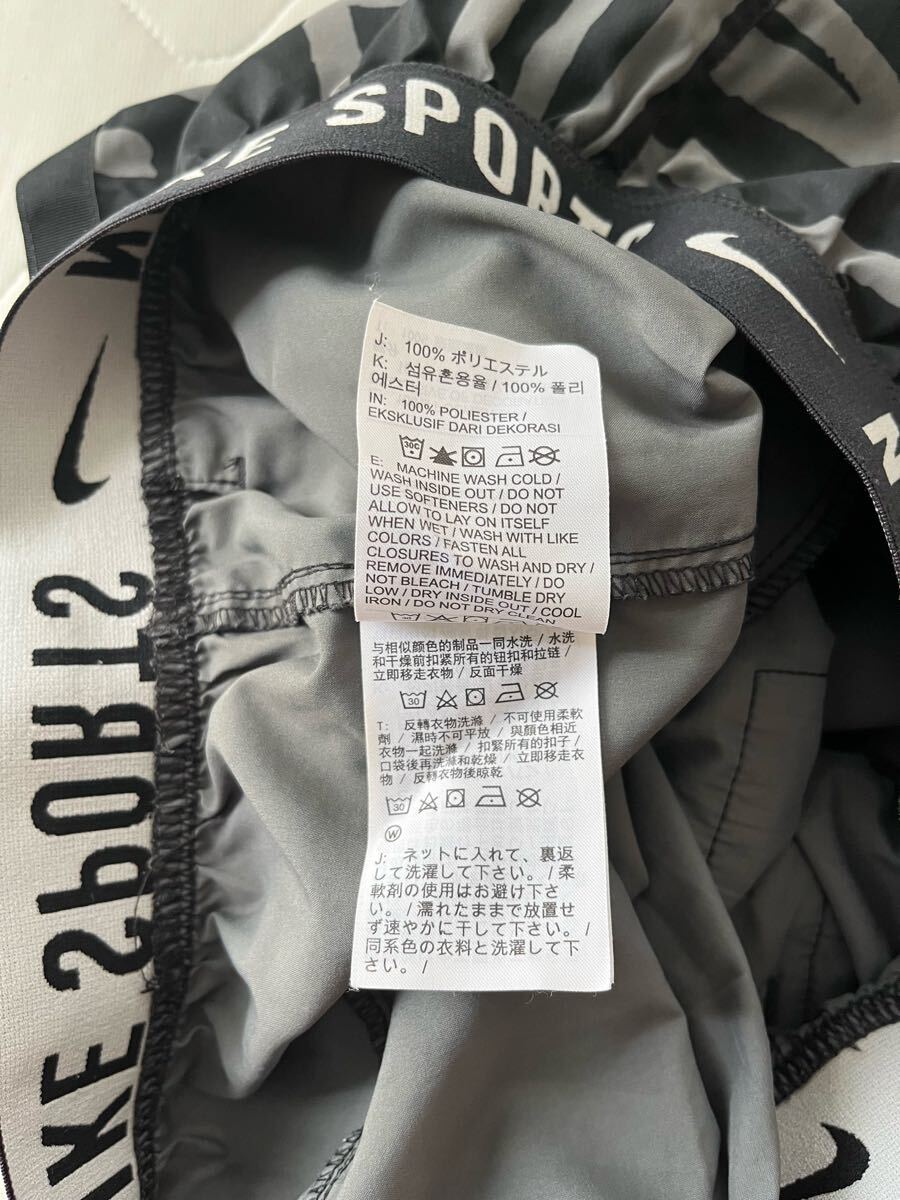 NIKE SPORTS
NIKE SPORTS
J: 100% ポリエステル
K: 섬유혼용율 / 100% 폴리
에스터
IN: 100% POLIESTER /
EKSKLUSIF DARI DEKORASI
30C
E: MACHINE WASH COLD /
WASH INSIDE OUT / DO NOT
USE SOFTENERS / DO NOT
ALLOW TO LAY ON ITSELF
WHEN WET / WASH WITH LIKE
COLORS / FASTEN ALL
CLOSURES TO WASH AND DRY /
REMOVE IMMEDIATELY / DO
NOT BLEACH / TUMBLE DRY
LOW / DRY INSIDE OUT / COOL
IRON / DO NOT DRY CLEAN
与相似颜色的制品一同水洗 / 水洗
和干燥前扣紧所有的钮扣和拉链 /
立即移走衣物 / 反面干燥
30
T: 反轉衣物洗滌 / 不可使用柔軟
劑 / 濕時不可平放 / 與顏色相近
衣物一起洗滌 / 扣緊所有的扣子 /
口袋後再洗滌和乾燥 / 立即移走衣
物 / 反轉衣物後晾乾
30
W
J: ネットに入れて、裏返
して洗濯して下さい。/ 柔
軟剤の使用はお避け下さ
い。/ 濡れたままで放置せ
ず速やかに干して下さい。/
同系色の衣料と洗濯して下
さい。/